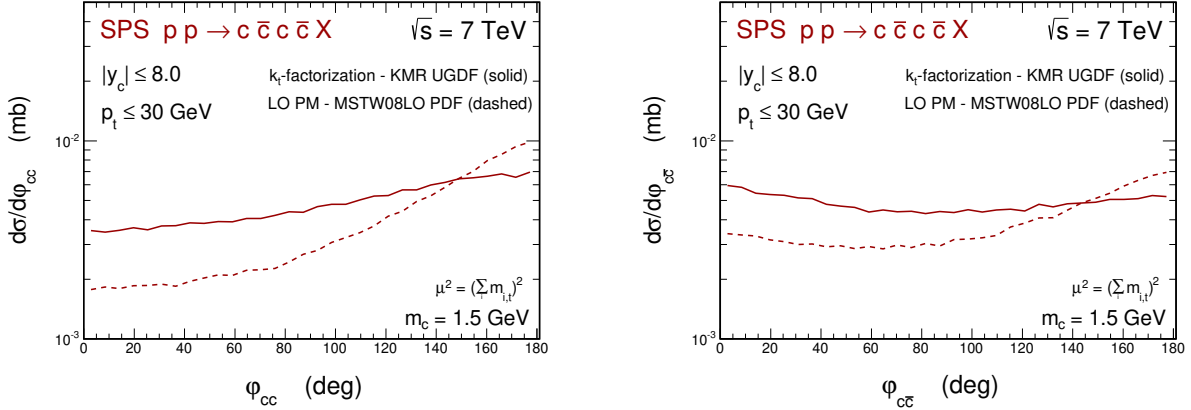 SPS p p → c c̅ c c̅ X √s = 7 TeV
|y_c| ≤ 8.0 k_t-factorization - KMR UGDF (solid)
p_t ≤ 30 GeV LO PM - MSTW08LO PDF (dashed)
dσ/dφ_cc (mb)
10^-2
μ² = (∑m_i,t)²
m_c = 1.5 GeV
10^-3
0 20 40 60 80 100 120 140 160 180
φ_cc (deg)
SPS p p → c c̅ c c̅ X √s = 7 TeV
|y_c| ≤ 8.0 k_t-factorization - KMR UGDF (solid)
p_t ≤ 30 GeV LO PM - MSTW08LO PDF (dashed)
dσ/dφ_cc̅ (mb)
10^-2
μ² = (∑m_i,t)²
m_c = 1.5 GeV
10^-3
0 20 40 60 80 100 120 140 160 180
φ_cc̅ (deg)